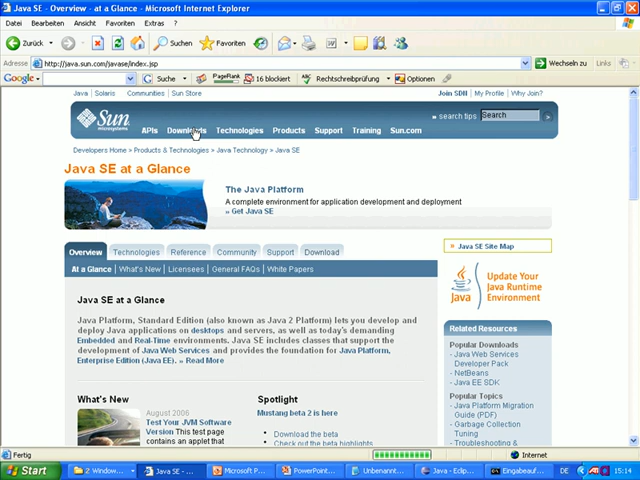 Java SE - Overview - at a Glance - Microsoft Internet Explorer
Datei Bearbeiten Ansicht Favoriten Extras ?
Zurück Suchen Favoriten
Adresse http://java.sun.com/javase/index.jsp Wechseln zu Links
Google Suche PageRank 16 blockiert Rechtschreibprüfung Optionen
Java Solaris Communities Sun Store Join SDN My Profile Why Join?
Sun microsystems
» search tips Search
APIs Downloads Technologies Products Support Training Sun.com
Developers Home > Products & Technologies > Java Technology > Java SE
Java SE at a Glance
The Java Platform
A complete environment for application development and deployment
» Get Java SE
Overview Technologies Reference Community Support Download
» Java SE Site Map
At a Glance What's New Licensees General FAQs White Papers
Java
Update Your
Java Runtime
Environment
Java SE at a Glance
Java Platform, Standard Edition (also known as Java 2 Platform) lets you develop and
deploy Java applications on desktops and servers, as well as today's demanding
Embedded and Real-Time environments. Java SE includes classes that support the
development of Java Web Services and provides the foundation for Java Platform,
Enterprise Edition (Java EE). » Read More
Related Resources
Popular Downloads
- Java Web Services
Developer Pack
- NetBeans
- Java EE SDK
Popular Topics
- Java Platform Migration
Guide (PDF)
- Garbage Collection
Tuning
- Troubleshooting &
What's New
August 2006
Test Your JVM Software
Version This test page
contains an applet that
Spotlight
Mustang beta 2 is here
• Download the beta
• Check out the beta highlights
Fertig Internet
Start 2 Window... Java SE - ... Microsoft P... PowerPoint... Unbenannt... Java - Eclip... Eingabeauf... DE 15:14